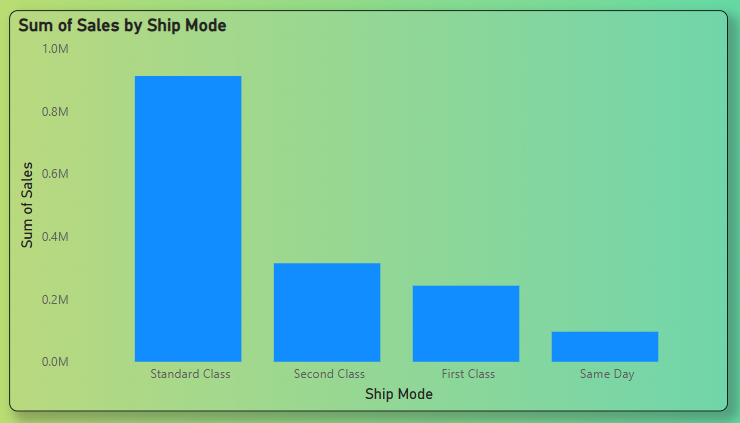 Sum of Sales by Ship Mode
1.0M
0.8M
0.6M
0.4M
0.2M
0.0M
Sum of Sales
Standard Class Second Class First Class Same Day
Ship Mode